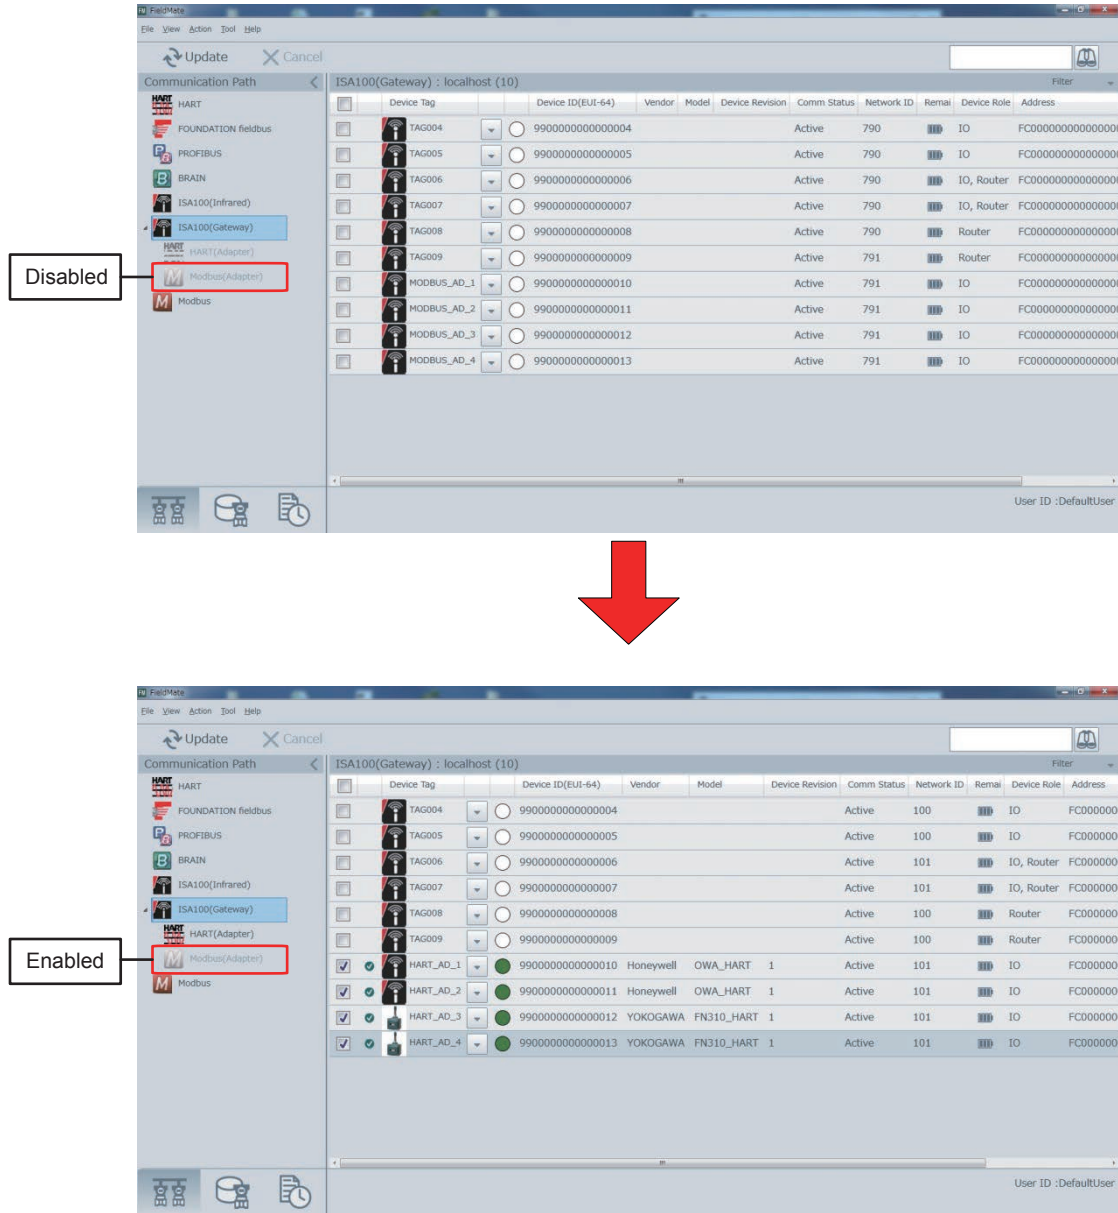 FieldMate
File View Action Tool Help
Update Cancel
Communication Path ISA100(Gateway) : localhost (10) Filter
HART
FOUNDATION fieldbus
PROFIBUS
BRAIN
ISA100(Infrared)
ISA100(Gateway)
HART(Adapter)
Modbus(Adapter)
Modbus
Disabled
Device Tag Device ID(EUI-64) Vendor Model Device Revision Comm Status Network ID Remai Device Role Address
TAG004 9900000000000004 Active 790 IO
TAG005 9900000000000005 Active 790 IO
TAG006 9900000000000006 Active 790 IO, Router
TAG007 9900000000000007 Active 790 IO, Router
TAG008 9900000000000008 Active 790 Router
TAG009 9900000000000009 Active 791 Router
MODBUS_AD_1 9900000000000010 Active 791 IO
MODBUS_AD_2 9900000000000011 Active 791 IO
MODBUS_AD_3 9900000000000012 Active 791 IO
MODBUS_AD_4 9900000000000013 Active 791 IO
User ID :DefaultUser
FieldMate
File View Action Tool Help
Update Cancel
Communication Path ISA100(Gateway) : localhost (10) Filter
HART
FOUNDATION fieldbus
PROFIBUS
BRAIN
ISA100(Infrared)
ISA100(Gateway)
HART(Adapter)
Modbus(Adapter)
Modbus
Enabled
Device Tag Device ID(EUI-64) Vendor Model Device Revision Comm Status Network ID Remai Device Role Address
TAG004 9900000000000004 Active 100 IO FC000000
TAG005 9900000000000005 Active 100 IO FC000000
TAG006 9900000000000006 Active 101 IO, Router FC000000
TAG007 9900000000000007 Active 101 IO, Router FC000000
TAG008 9900000000000008 Active 100 Router FC000000
TAG009 9900000000000009 Active 100 Router FC000000
HART_AD_1 9900000000000010 Honeywell OWA_HART 1 Active 101 IO FC000000
HART_AD_2 9900000000000011 Honeywell OWA_HART 1 Active 101 IO FC000000
HART_AD_3 9900000000000012 YOKOGAWA FN310_HART 1 Active 101 IO FC000000
HART_AD_4 9900000000000013 YOKOGAWA FN310_HART 1 Active 101 IO FC000000
User ID :DefaultUser